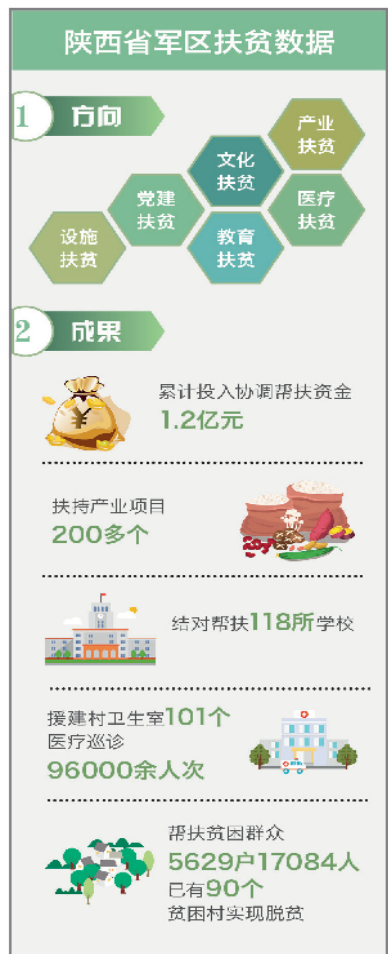 陕西省军区扶贫数据
1 方向
产业
扶贫
文化
扶贫
党建
扶贫
医疗
扶贫
设施
扶贫
教育
扶贫
2 成果
累计投入协调帮扶资金
1.2亿元
¥
扶持产业项目
200多个
结对帮扶118所学校
援建村卫生室101个
医疗巡诊
96000余人次
帮扶贫困群众
5629户17084人
已有90个
贫困村实现脱贫